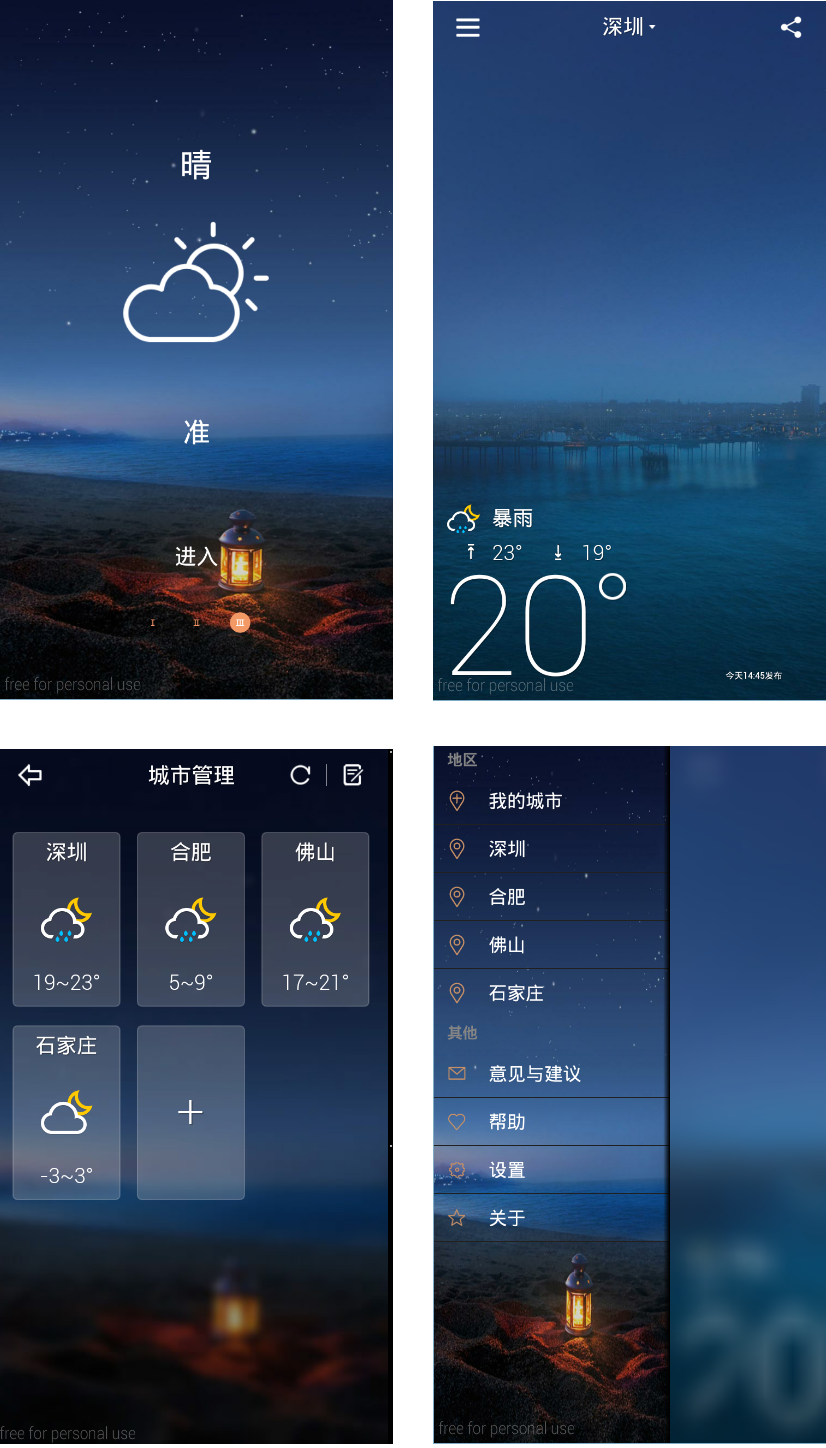 晴
准
进入
I II III
free for personal use
深圳
暴雨
23° 19°
20°
今天14:45发布
free for personal use
城市管理
深圳 合肥 佛山
19~23° 5~9° 17~21°
石家庄
+
-3~3°
free for personal use
地区
我的城市
深圳
合肥
佛山
石家庄
其他
意见与建议
帮助
设置
关于
free for personal use
20